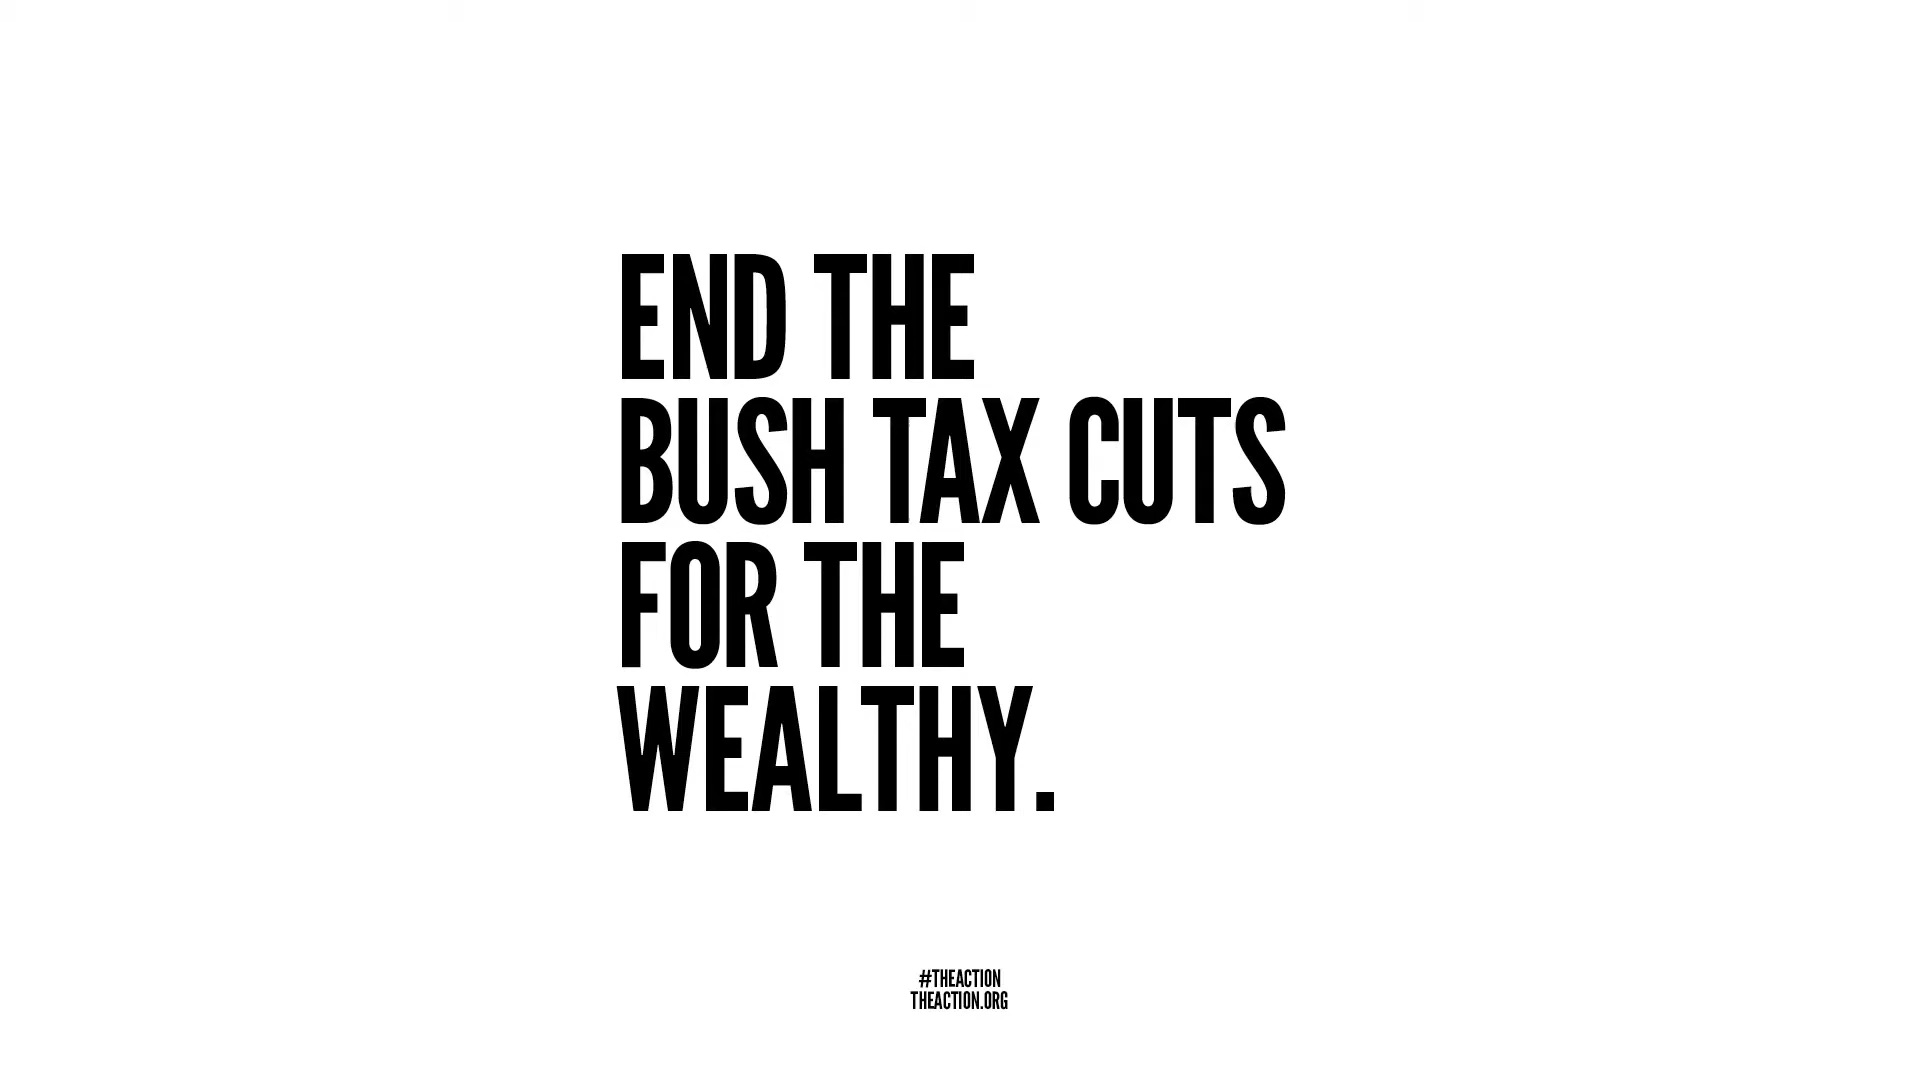 END THE
BUSH TAX CUTS
FOR THE
WEALTHY.
#THEACTION
THEACTION.ORG